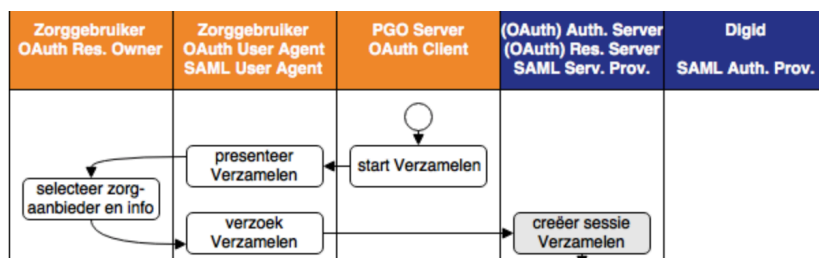 Zorggebruiker
OAuth Res. Owner
Zorggebruiker
OAuth User Agent
SAML User Agent
PGO Server
OAuth Client
(OAuth) Auth. Server
(OAuth) Res. Server
SAML Serv. Prov.
Digid
SAML Auth. Prov.
presenteer
Verzamelen
start Verzamelen
selecteer zorg-
aanbieder en info
verzoek
Verzamelen
creëer sessie
Verzamelen